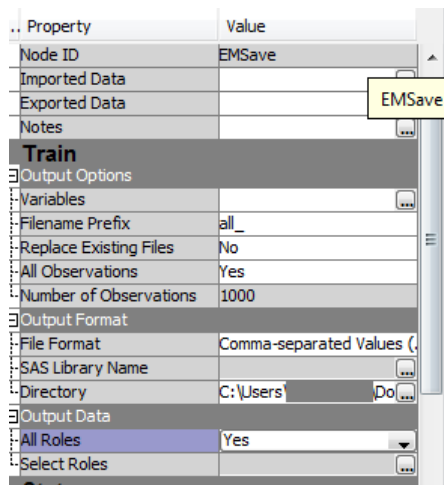 .. Property Value
Node ID EMSave
Imported Data
Exported Data
EMSave
Notes ...
Train
Output Options
Variables ...
Filename Prefix all_
Replace Existing Files No
All Observations Yes
Number of Observations 1000
Output Format
File Format Comma-separated Values (.
SAS Library Name ...
Directory C:\Users\ \Do ...
Output Data
All Roles Yes
Select Roles ...